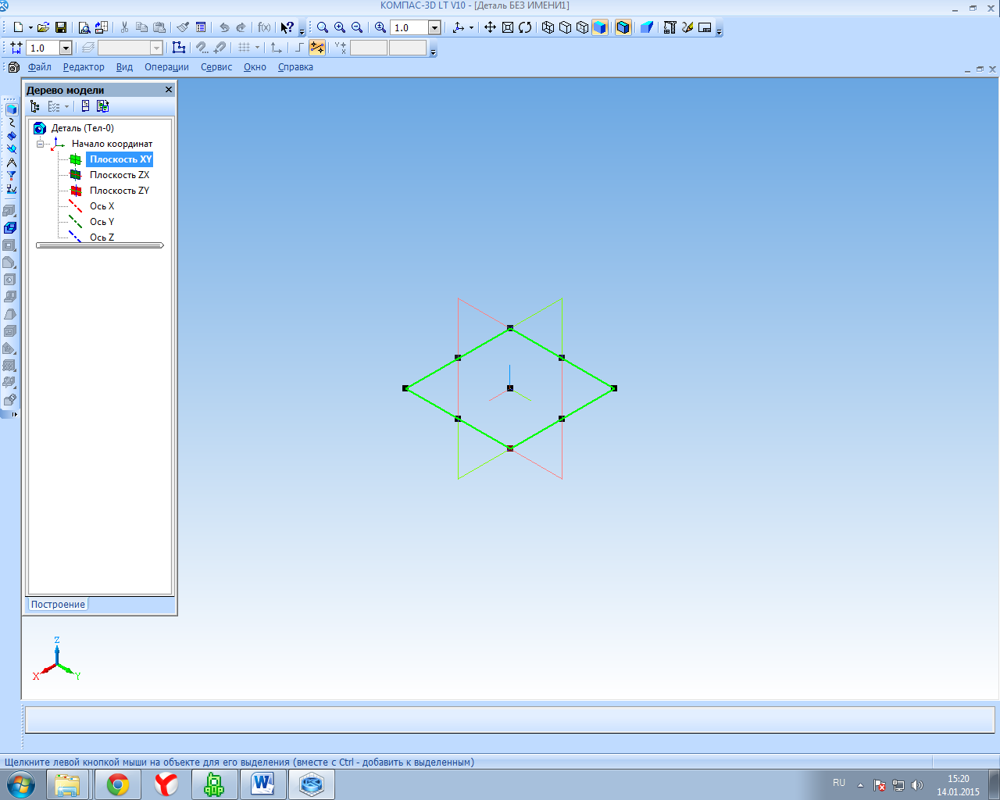 КОМПАС-3D LT V10 - [Деталь БЕЗ ИМЕНИ1]
f(x) 1.0
1.0
Файл Редактор Вид Операции Сервис Окно Справка
Дерево модели
Деталь (Тел-0)
Начало координат
Плоскость XY
Плоскость ZX
Плоскость ZY
Ось X
Ось Y
Ось Z
Построение
Z
X Y
Щелкните левой кнопкой мыши на объекте для его выделения (вместе с Ctrl - добавить к выделенным)
qip
RU
15:20
14.01.2015